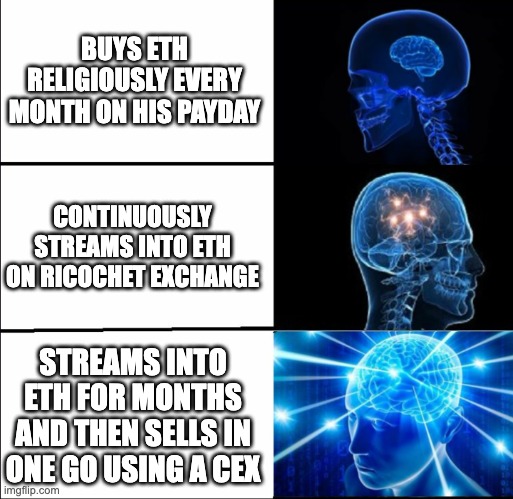 BUYS ETH
RELIGIOUSLY EVERY
MONTH ON HIS PAYDAY
CONTINUOUSLY
STREAMS INTO ETH
ON RICOCHET EXCHANGE
STREAMS INTO
ETH FOR MONTHS
AND THEN SELLS IN
ONE GO USING A CEX
imgflip.com